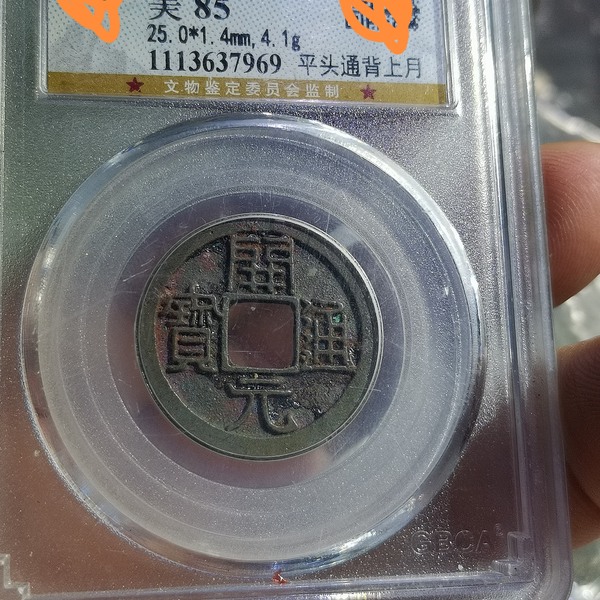 美 85
25.0*1.4mm, 4.1g
1113637969 平头通背上月
★ 文物鉴定委员会监制 ★
開
寶 通
元
GBCA